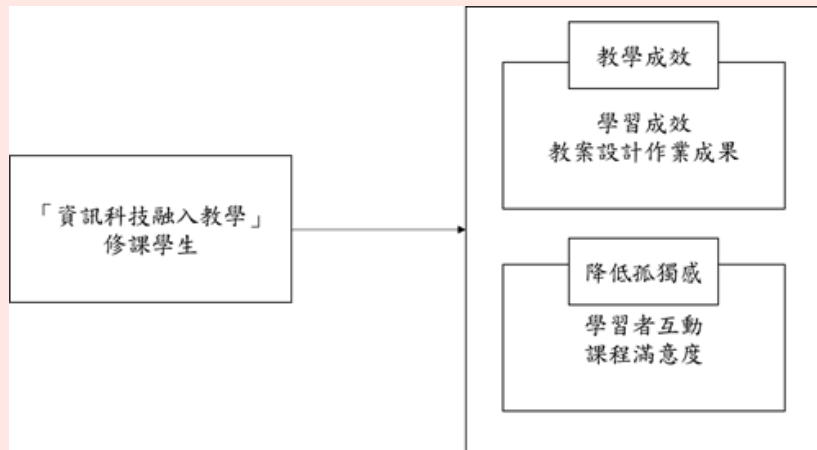 「資訊科技融入教學」
修課學生
教學成效
學習成效
教案設計作業成果
降低孤獨感
學習者互動
課程滿意度